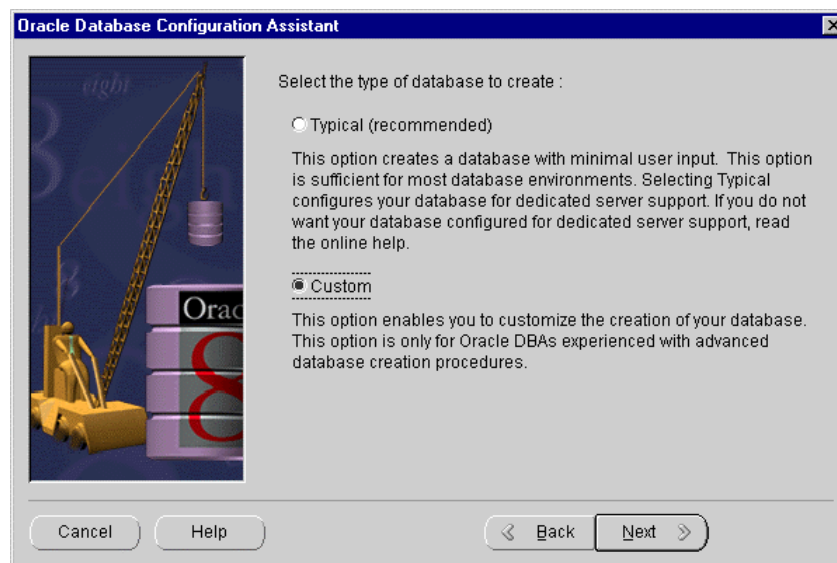 Oracle Database Configuration Assistant
eight
8
Select the type of database to create :
Typical (recommended)
This option creates a database with minimal user input. This option
is sufficient for most database environments. Selecting Typical
configures your database for dedicated server support. If you do not
want your database configured for dedicated server support, read
the online help.
Custom
This option enables you to customize the creation of your database.
This option is only for Oracle DBAs experienced with advanced
database creation procedures.
Orac
8
Cancel
Help
Back
Next